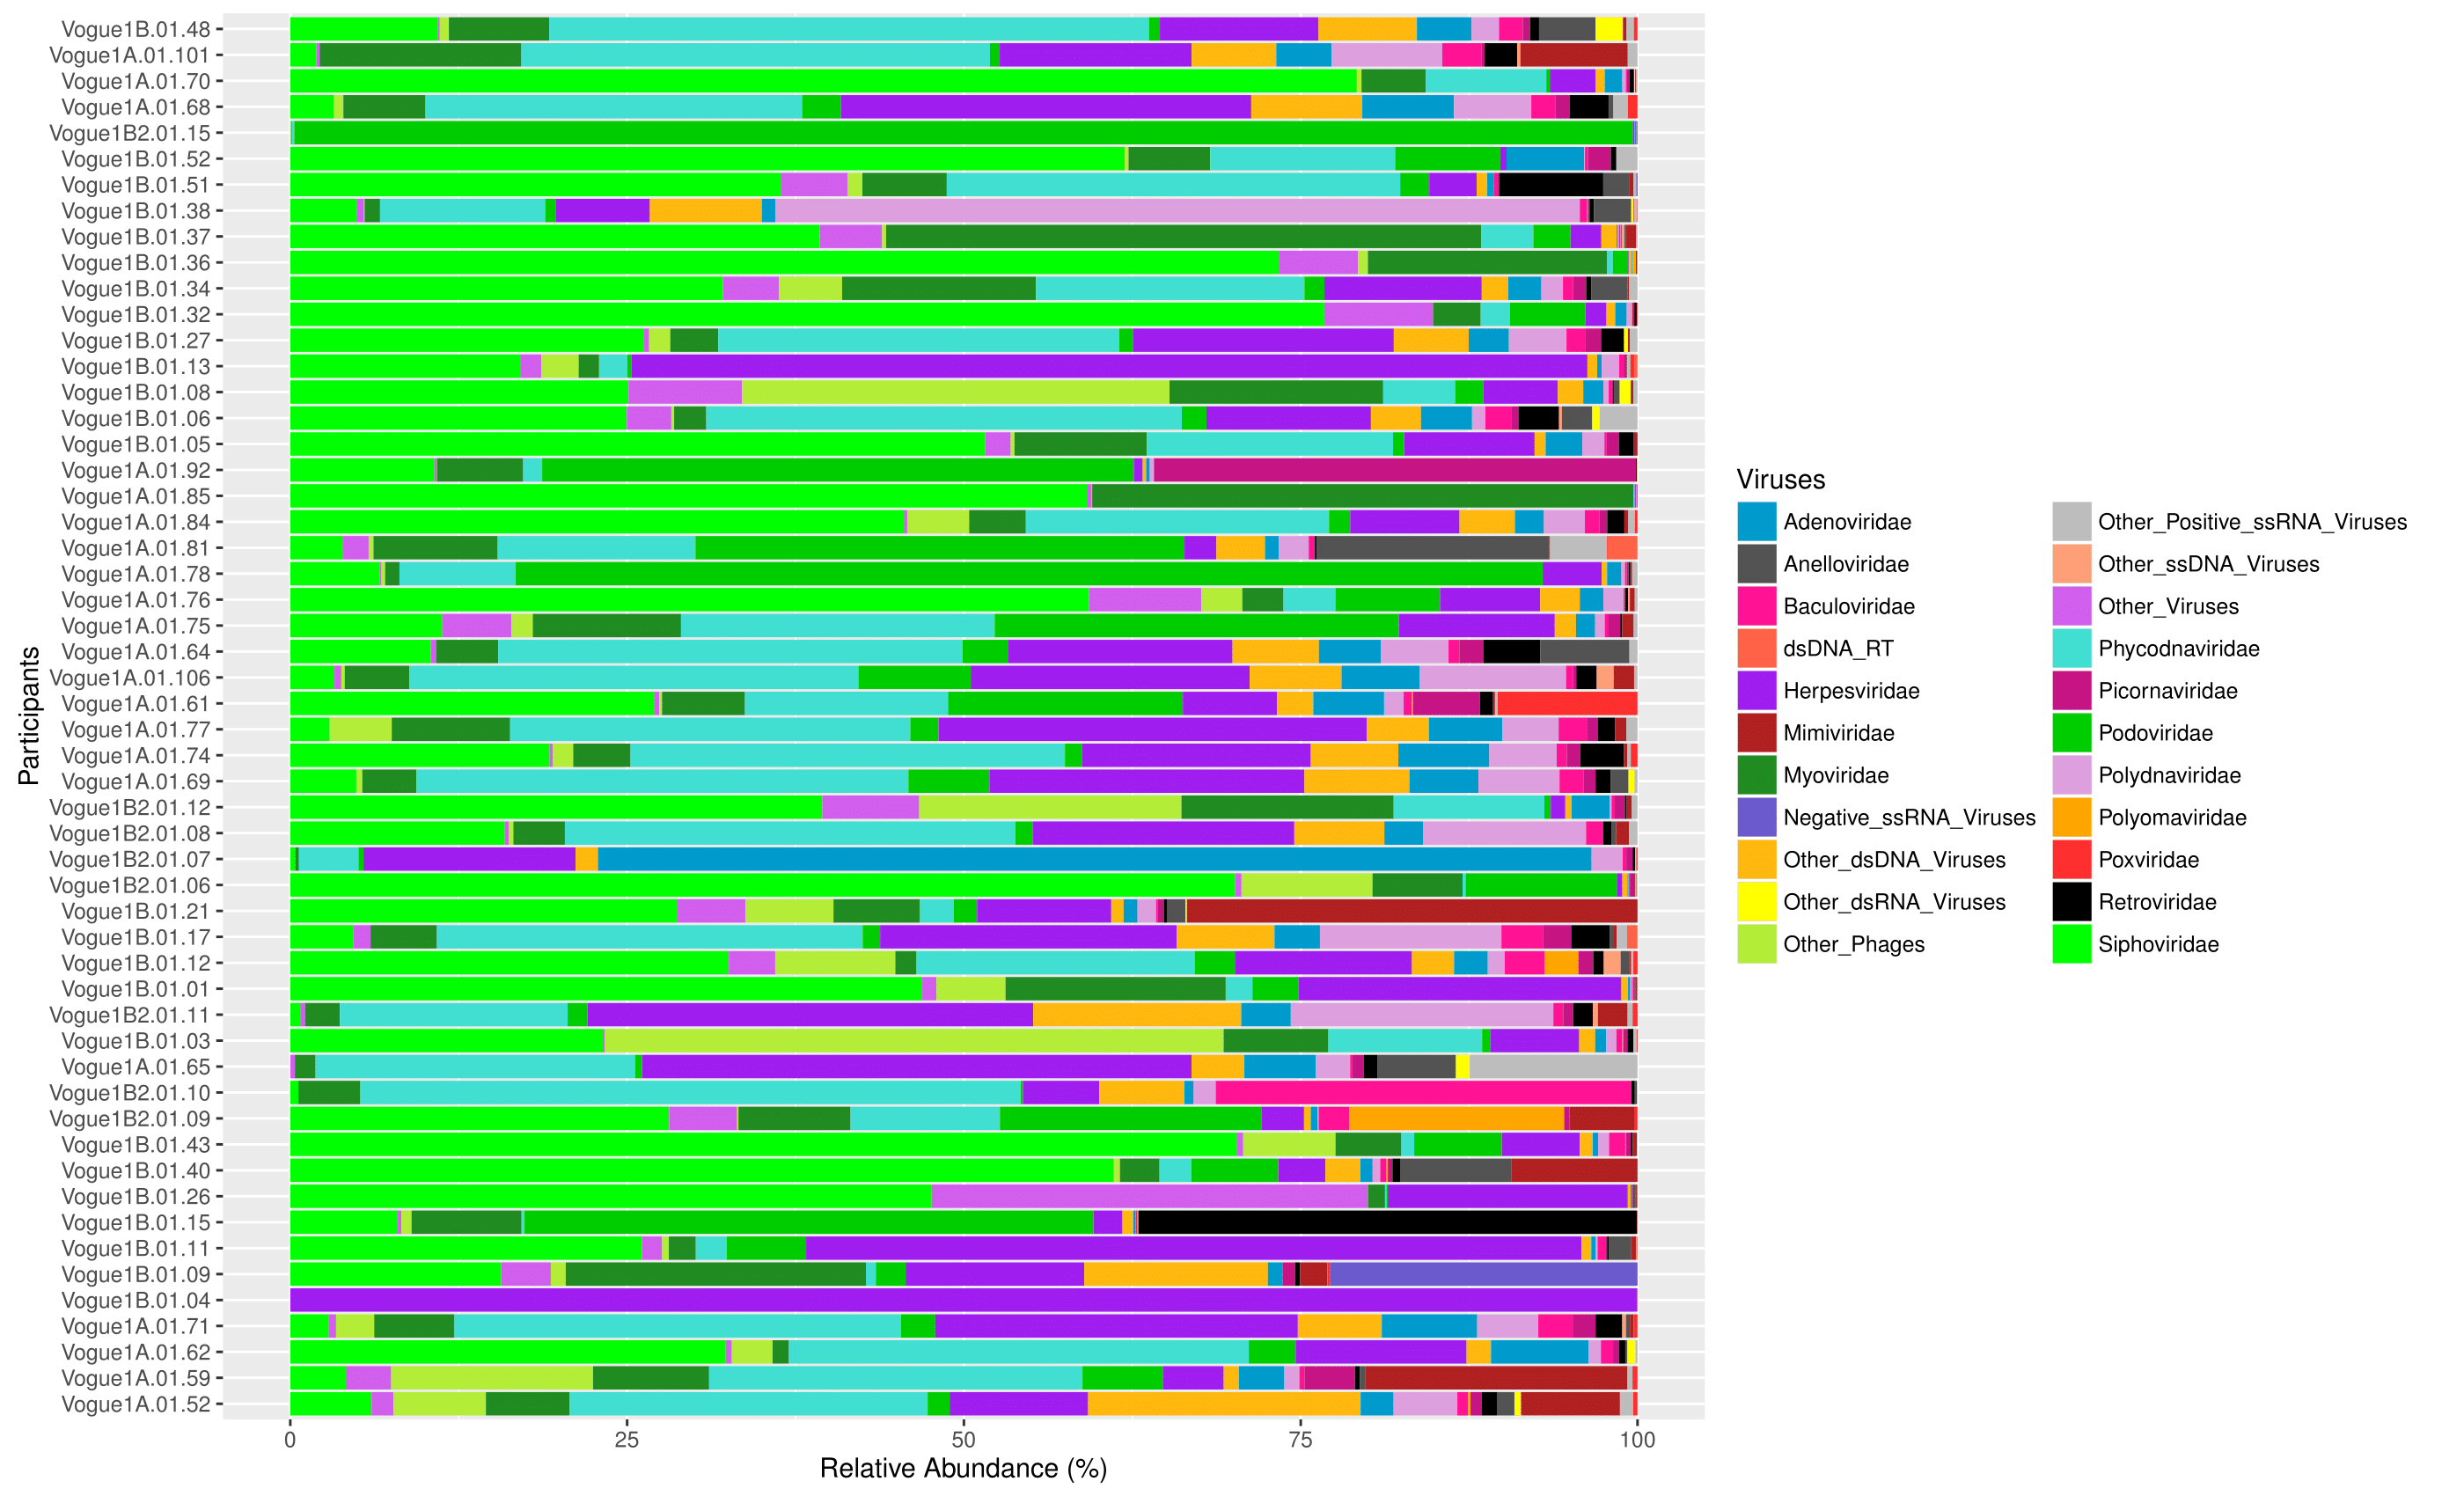 Vogue1B.01.48
Vogue1A.01.101
Vogue1A.01.70
Vogue1A.01.68
Vogue1B2.01.15
Vogue1B.01.52
Vogue1B.01.51
Vogue1B.01.38
Vogue1B.01.37
Vogue1B.01.36
Vogue1B.01.34
Vogue1B.01.32
Vogue1B.01.27
Vogue1B.01.13
Vogue1B.01.08
Vogue1B.01.06
Vogue1B.01.05
Vogue1A.01.92
Vogue1A.01.85
Vogue1A.01.84
Vogue1A.01.81
Vogue1A.01.78
Vogue1A.01.76
Vogue1A.01.75
Vogue1A.01.64
Vogue1A.01.106
Vogue1A.01.61
Vogue1A.01.77
Vogue1A.01.74
Vogue1A.01.69
Vogue1B2.01.12
Vogue1B2.01.08
Vogue1B2.01.07
Vogue1B2.01.06
Vogue1B.01.21
Vogue1B.01.17
Vogue1B.01.12
Vogue1B.01.01
Vogue1B2.01.11
Vogue1B.01.03
Vogue1A.01.65
Vogue1B2.01.10
Vogue1B2.01.09
Vogue1B.01.43
Vogue1B.01.40
Vogue1B.01.26
Vogue1B.01.15
Vogue1B.01.11
Vogue1B.01.09
Vogue1B.01.04
Vogue1A.01.71
Vogue1A.01.62
Vogue1A.01.59
Vogue1A.01.52
Participants
0 25 50 75 100
Relative Abundance (%)
Viruses
Adenoviridae
Anelloviridae
Baculoviridae
dsDNA_RT
Herpesviridae
Mimiviridae
Myoviridae
Negative_ssRNA_Viruses
Other_dsDNA_Viruses
Other_dsRNA_Viruses
Other_Phages
Other_Positive_ssRNA_Viruses
Other_ssDNA_Viruses
Other_Viruses
Phycodnaviridae
Picornaviridae
Podoviridae
Polydnaviridae
Polyomaviridae
Poxviridae
Retroviridae
Siphoviridae